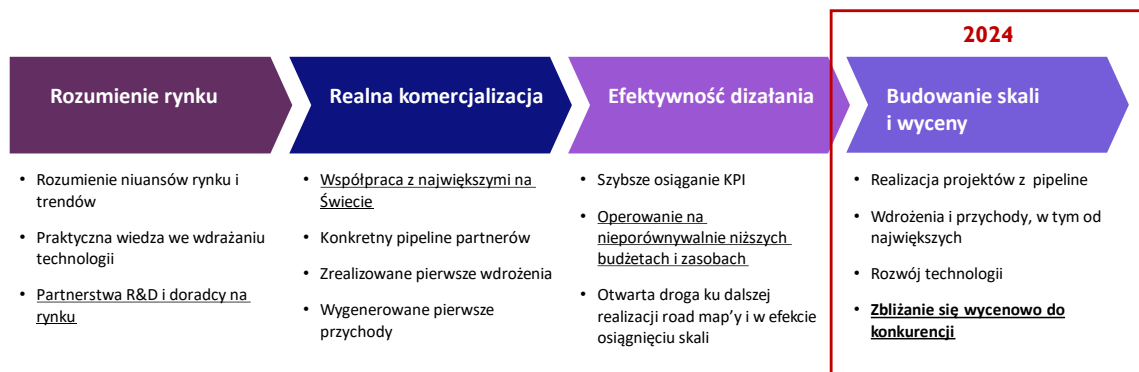 2024
Rozumienie rynku
Realna komercjalizacja
Efektywność dizałania
Budowanie skali
i wyceny
• Rozumienie niuansów rynku i
trendów
• Praktyczna wiedza we wdrażaniu
technologii
• Partnerstwa R&D i doradcy na
rynku
• Współpraca z największymi na
Świecie
• Konkretny pipeline partnerów
• Zrealizowane pierwsze wdrożenia
• Wygenerowane pierwsze
przychody
• Szybsze osiąganie KPI
• Operowanie na
nieporównywalnie niższych
budżetach i zasobach
• Otwarta droga ku dalszej
realizacji road map’y i w efekcie
osiągnięciu skali
• Realizacja projektów z pipeline
• Wdrożenia i przychody, w tym od
największych
• Rozwój technologii
• Zbliżanie się wycenowo do
konkurencji